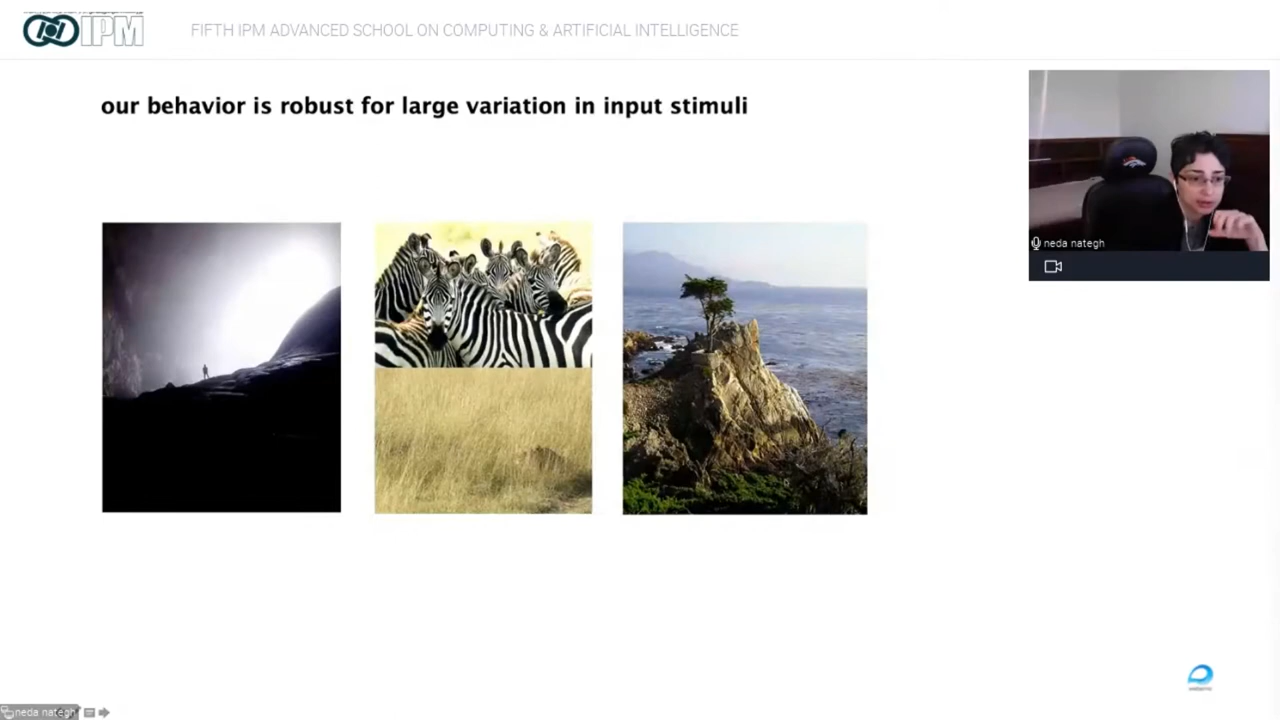 IPM
FIFTH IPM ADVANCED SCHOOL ON COMPUTING & ARTIFICIAL INTELLIGENCE
our behavior is robust for large variation in input stimuli
neda nategh
neda nategh